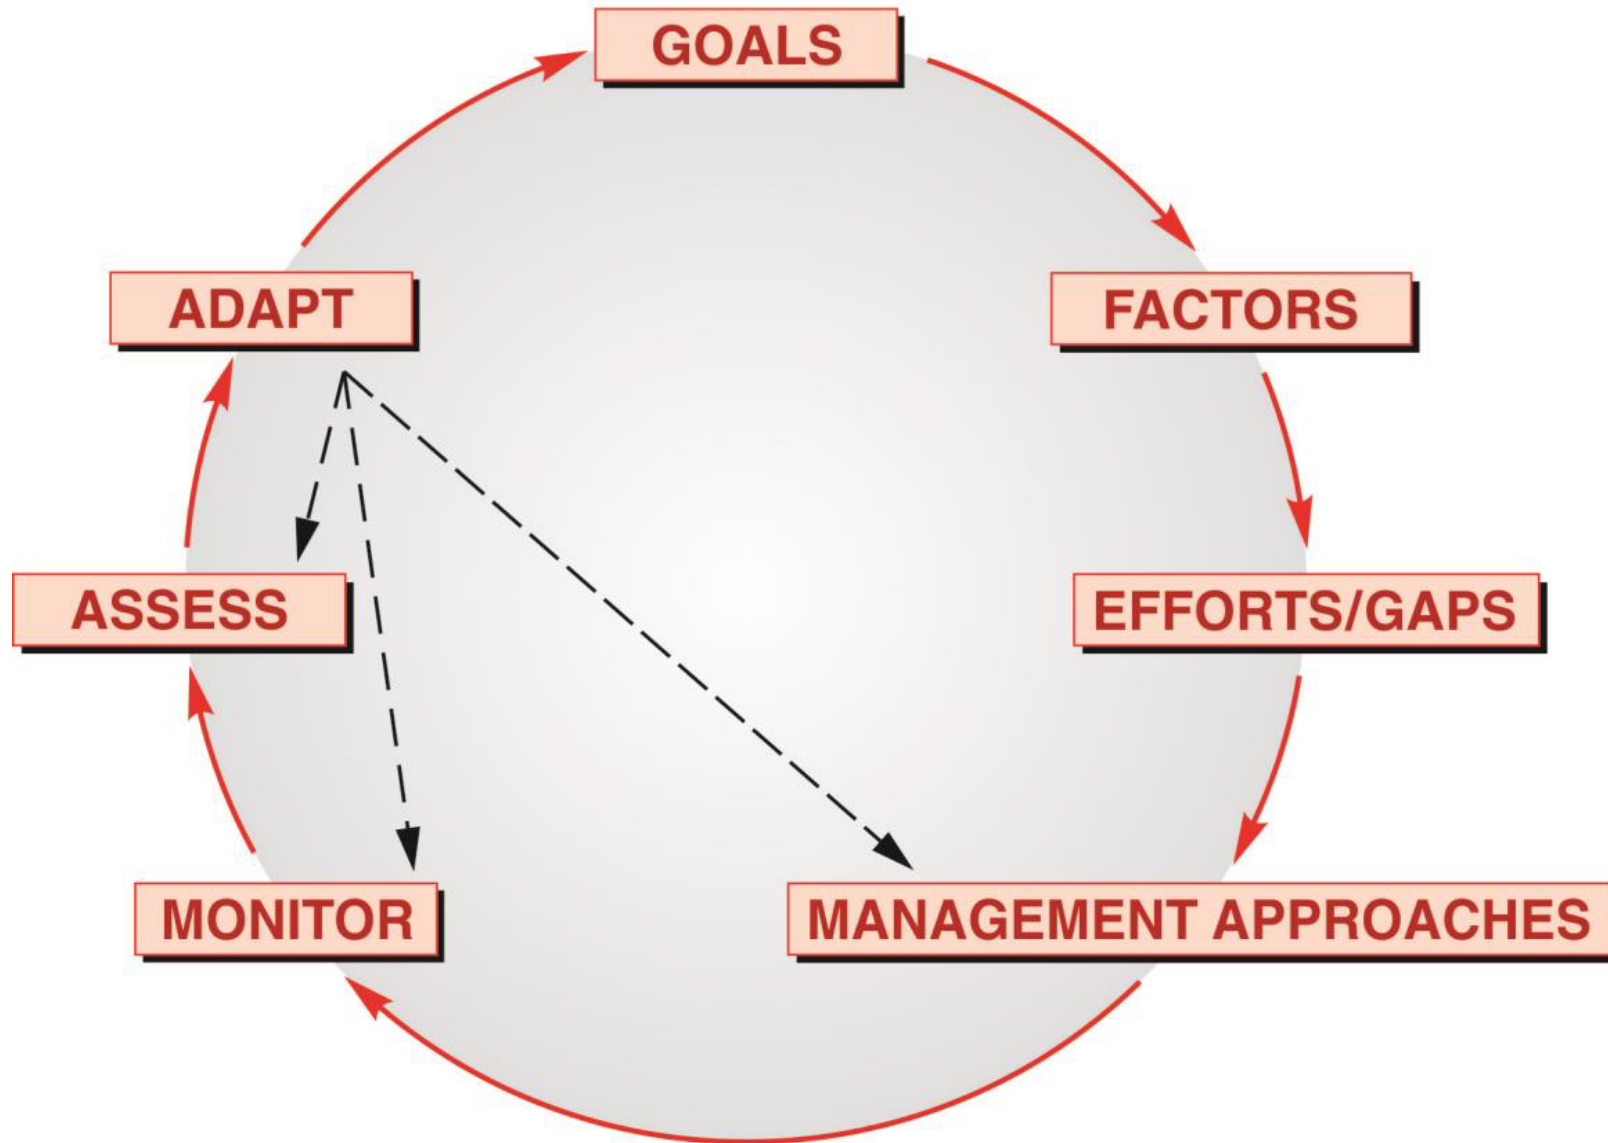 GOALS
ADAPT
FACTORS
ASSESS
EFFORTS/GAPS
MONITOR
MANAGEMENT APPROACHES